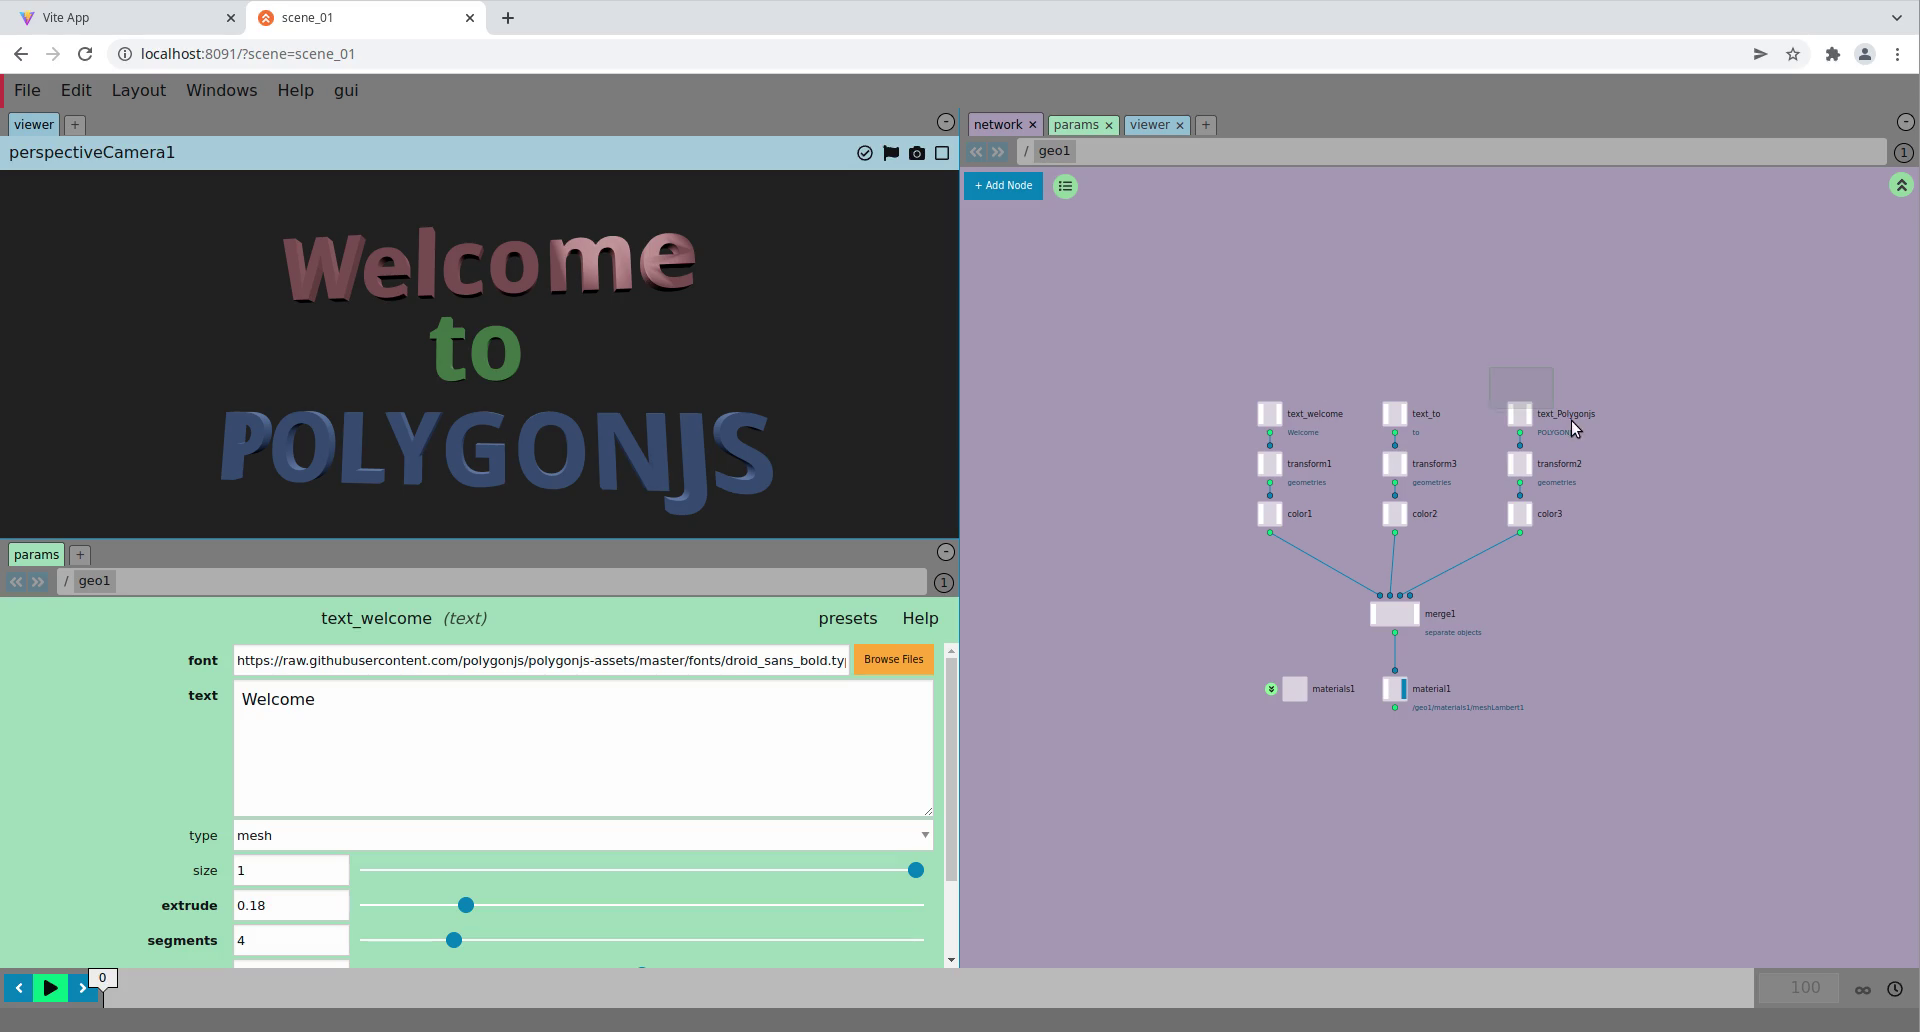 Vite App
scene_01
localhost:8091/?scene=scene_01
File Edit Layout Windows Help gui
viewer +
perspectiveCamera1
Welcome
to
POLYGONJS
params +
/ geo1 1
text_welcome (text) presets Help
font https://raw.githubusercontent.com/polygonjs/polygonjs-assets/master/fonts/droid_sans_bold.ty Browse Files
text Welcome
type mesh
size 1
extrude 0.18
segments 4
network × params × viewer × +
/ geo1 1
+ Add Node
text_welcome text_to text_Polygonjs
Welcome to POLYGON
transform1 transform3 transform2
geometries geometries geometries
color1 color2 color3
merge1
separate objects
materials1 material1
/geo1/materials1/meshLambert1
0
100